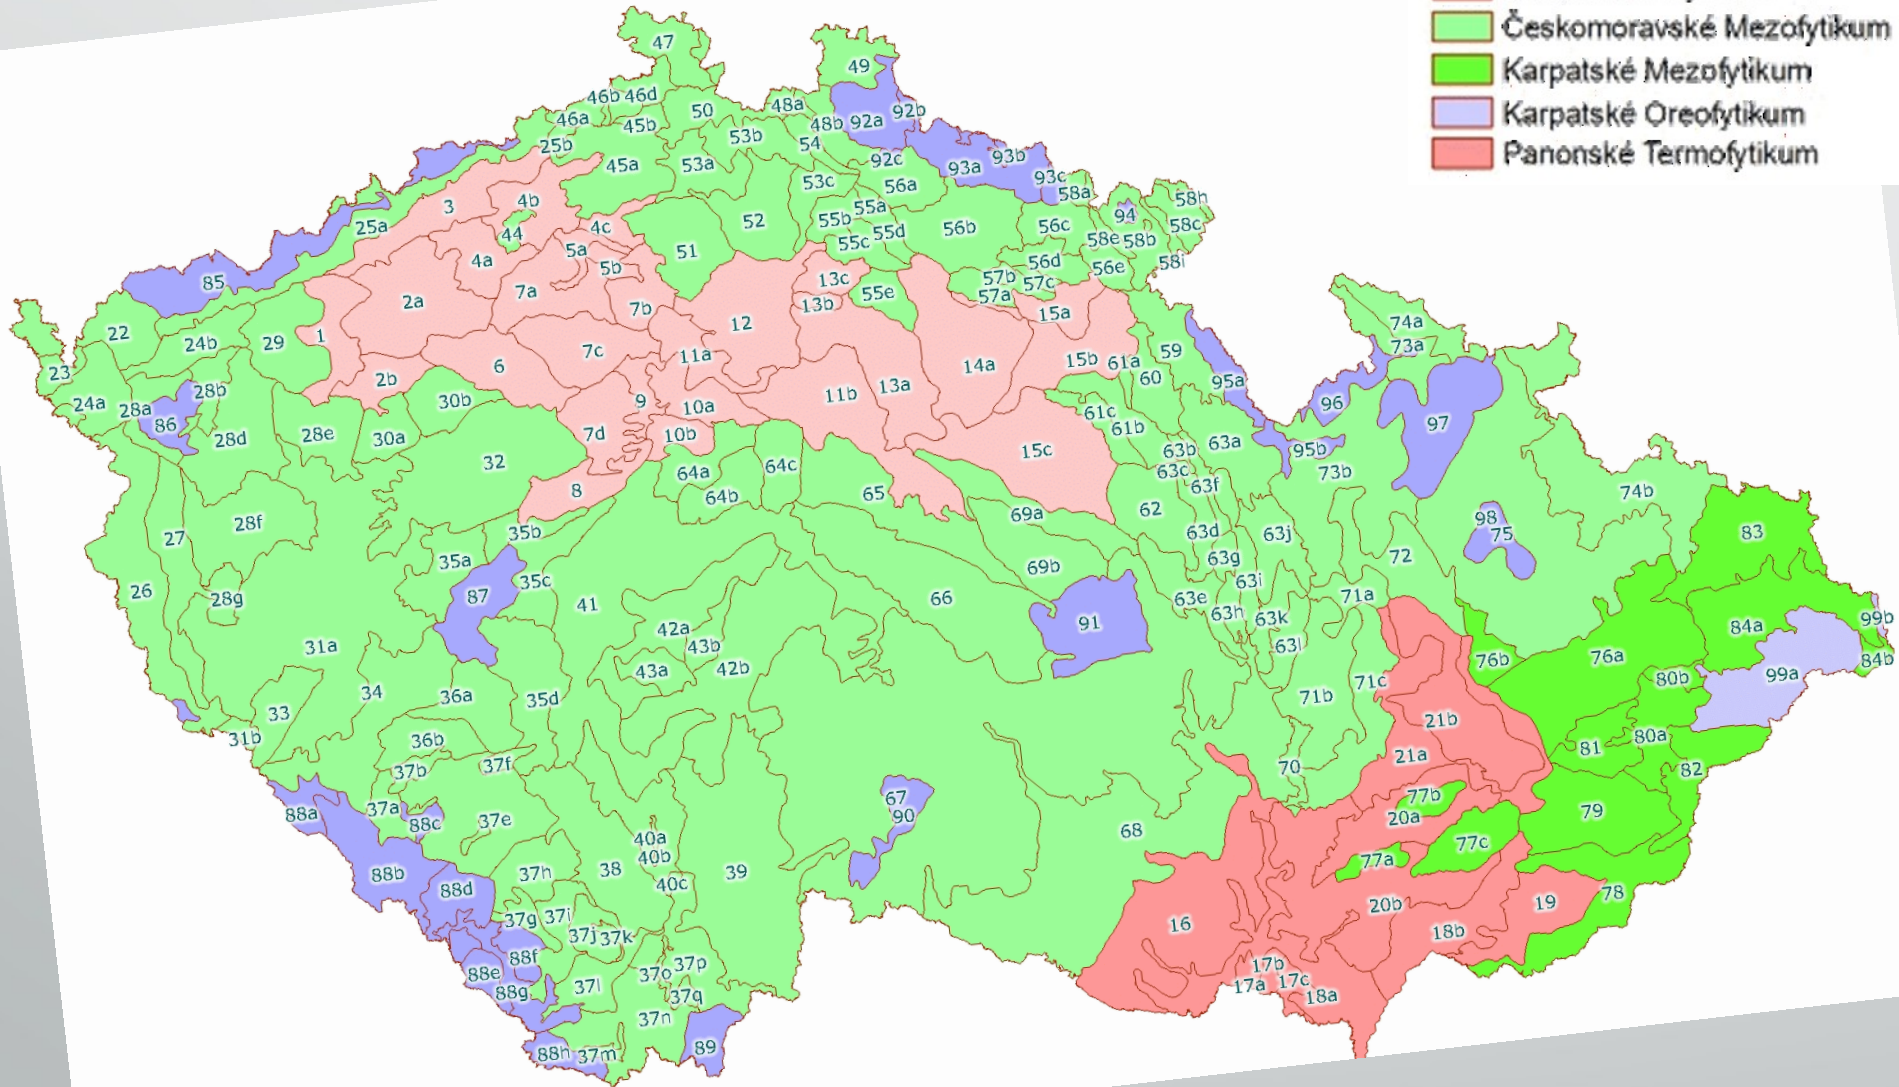 Českomoravské Mezofytikum
Karpatské Mezofytikum
Karpatské Oreofytikum
Panonské Termofytikum
47
49
46b 46d
48a
46a
45b
50
48b
92a
92b
25b
53b
54
45a
53a
92c
93a
93b
93c
53c
56a
58a
58h
3
4b
55a
94
44
4c
52
55b
55d
56b
56c
58c
25a
55c
58e
58b
4a
5a
5b
51
56d
56e
58i
85
13c
57b
57c
7a
55e
57a
2a
7b
13b
15a
22
12
74a
24b
29
1
73a
7c
11a
59
23
6
14a
15b
61a
60
2b
13a
95a
28b
11b
24a
28a
30b
9
10a
61c
96
86
61b
97
28d
28e
30a
7d
10b
63a
32
15c
63b
95b
64a
64c
63c
73b
8
64b
65
63f
74b
69a
62
98
28f
35b
63d
63j
75
83
27
35a
63g
72
69b
35c
63i
26
28g
87
41
66
63e
71a
63h
63k
91
99b
42a
84a
31a
43b
63l
76b
76a
84b
43a
42b
99a
34
36a
35d
71c
80b
71b
33
21b
31b
36b
80a
81
21a
37b
37f
70
82
67
77b
88a
37a
90
79
88c
37e
20a
68
40a
77c
40b
77a
38
39
88b
37h
40c
88d
78
37g
37i
19
20b
16
18b
37j
37k
88f
37p
17b
88e
37o
17c
37l
17a
88g
37q
18a
37n
89
88h
37m